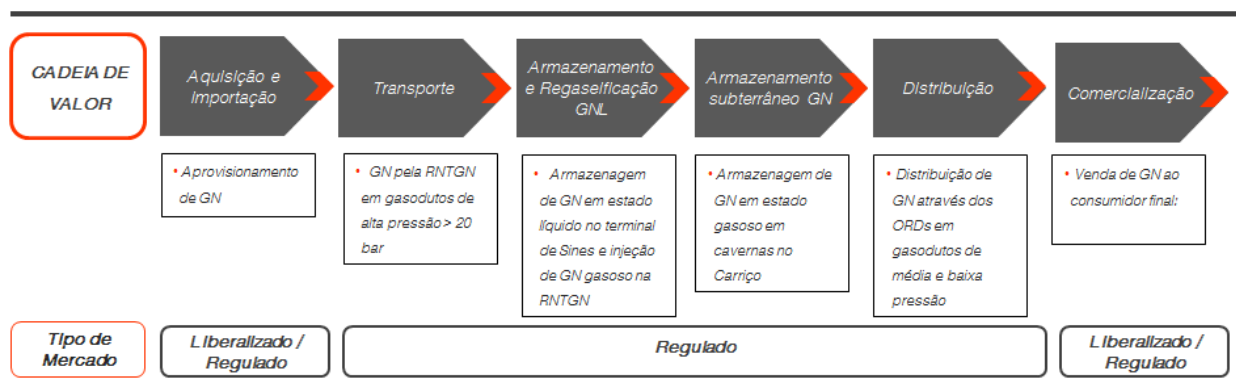 CADEIA DE
VALOR
Aquisição e
Importação
Transporte
Armazenamento
e Regaseificação
GNL
Armazenamento
subterrâneo GN
Distribuição
Comercialização
• Aprovisionamento
de GN
• GN pela RNTGN
em gasodutos de
alta pressão > 20
bar
• Armazenagem
de GN em estado
líquido no terminal
de Sines e injeção
de GN gasoso na
RNTGN
• Armazenagem de
GN em estado
gasoso em
cavernas no
Carriço
• Distribuição de
GN através dos
ORDs em
gasodutos de
média e baixa
pressão
• Venda de GN ao
consumidor final:
Tipo de
Mercado
Liberalizado /
Regulado
Regulado
Liberalizado /
Regulado